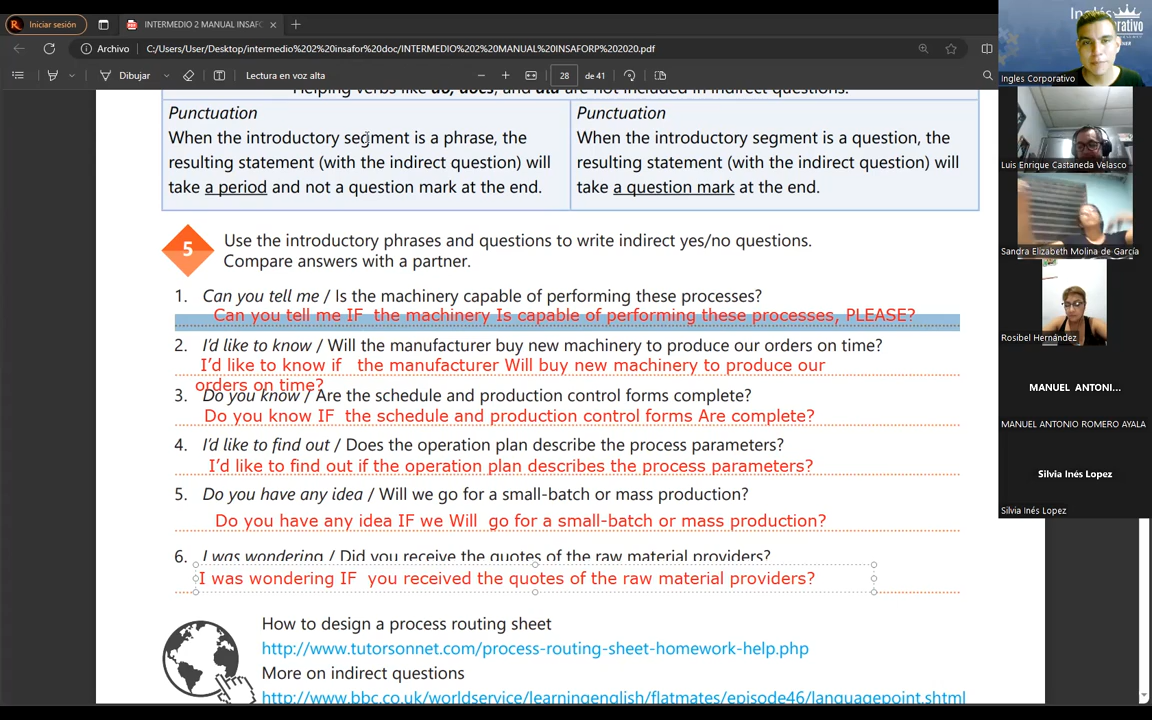 Iniciar sesión
INTERMEDIO 2 MANUAL INSAFO
Archivo
C:/Users/User/Desktop/intermedio%202%20insafor%20doc/INTERMEDIO%202%20MANUAL%20INSAFORP%202020.pdf
Dibujar
Lectura en voz alta
28
de 41
Helping verbs like do, does, and did are not included in indirect questions.
Punctuation
When the introductory segment is a phrase, the
resulting statement (with the indirect question) will
take a period and not a question mark at the end.
Punctuation
When the introductory segment is a question, the
resulting statement (with the indirect question) will
take a question mark at the end.
5
Use the introductory phrases and questions to write indirect yes/no questions.
Compare answers with a partner.
1. Can you tell me / Is the machinery capable of performing these processes?
Can you tell me IF the machinery Is capable of performing these processes, PLEASE?
2. I'd like to know / Will the manufacturer buy new machinery to produce our orders on time?
I'd like to know if the manufacturer Will buy new machinery to produce our
orders on time?
3. Do you know / Are the schedule and production control forms complete?
Do you know IF the schedule and production control forms Are complete?
4. I'd like to find out / Does the operation plan describe the process parameters?
I'd like to find out if the operation plan describes the process parameters?
5. Do you have any idea / Will we go for a small-batch or mass production?
Do you have any idea IF we Will go for a small-batch or mass production?
6. I was wondering / Did you receive the quotes of the raw material providers?
I was wondering IF you received the quotes of the raw material providers?
How to design a process routing sheet
http://www.tutorsonnet.com/process-routing-sheet-homework-help.php
More on indirect questions
http://www.bbc.co.uk/worldservice/learningenglish/flatmates/episode46/languagepoint.shtml
Ingles Corporativo
Luis Enrique Castaneda Velasco
Sandra Elizabeth Molina de García
Rosibel Hernández
MANUEL ANTONI...
MANUEL ANTONIO ROMERO AYALA
Silvia Inés Lopez
Silvia Inés Lopez